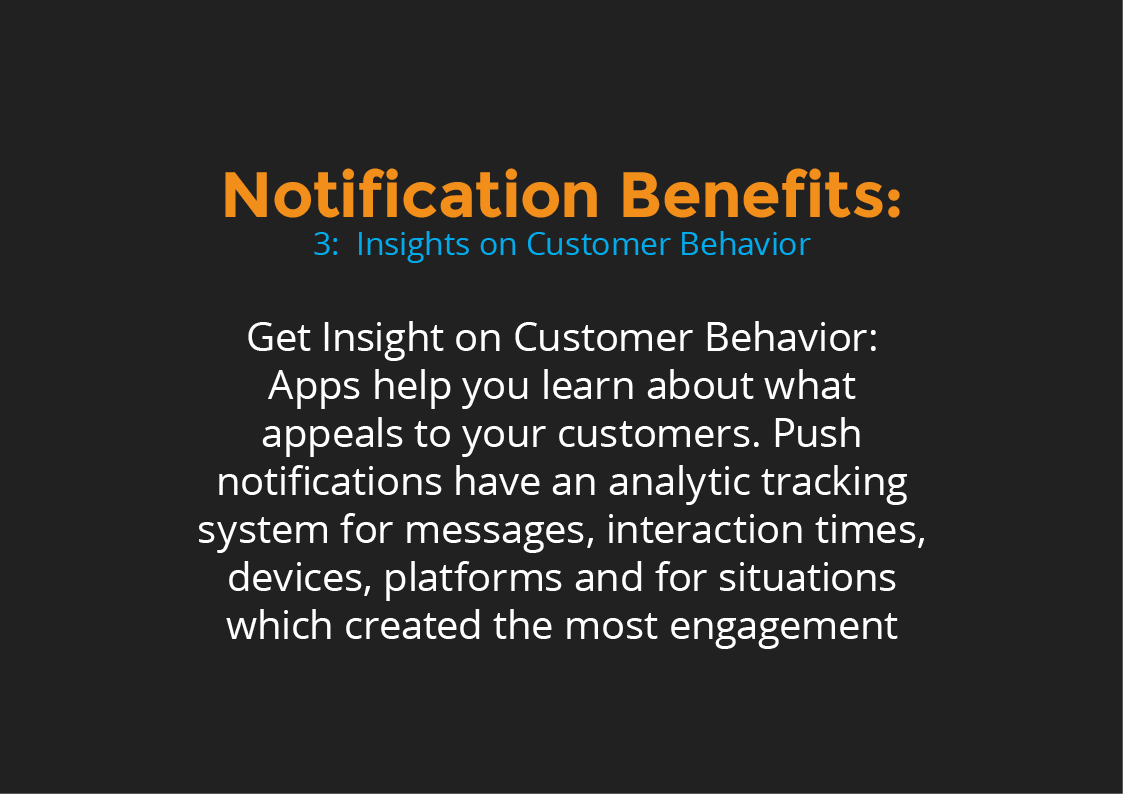 Notification Benefits:
3:  Insights on Customer Behavior
Get Insight on Customer Behavior:
Apps help you learn about what
appeals to your customers. Push
notifications have an analytic tracking
system for messages, interaction times,
devices, platforms and for situations
which created the most engagement